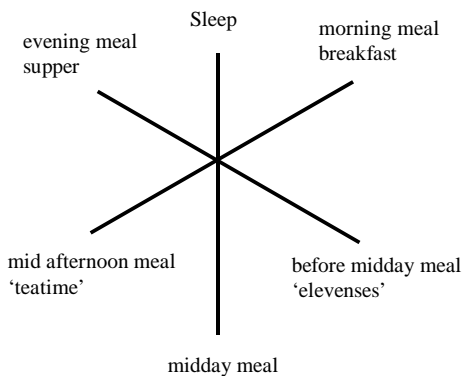 Sleep
morning meal
breakfast
evening meal
supper
mid afternoon meal
‘teatime’
before midday meal
‘elevenses’
midday meal